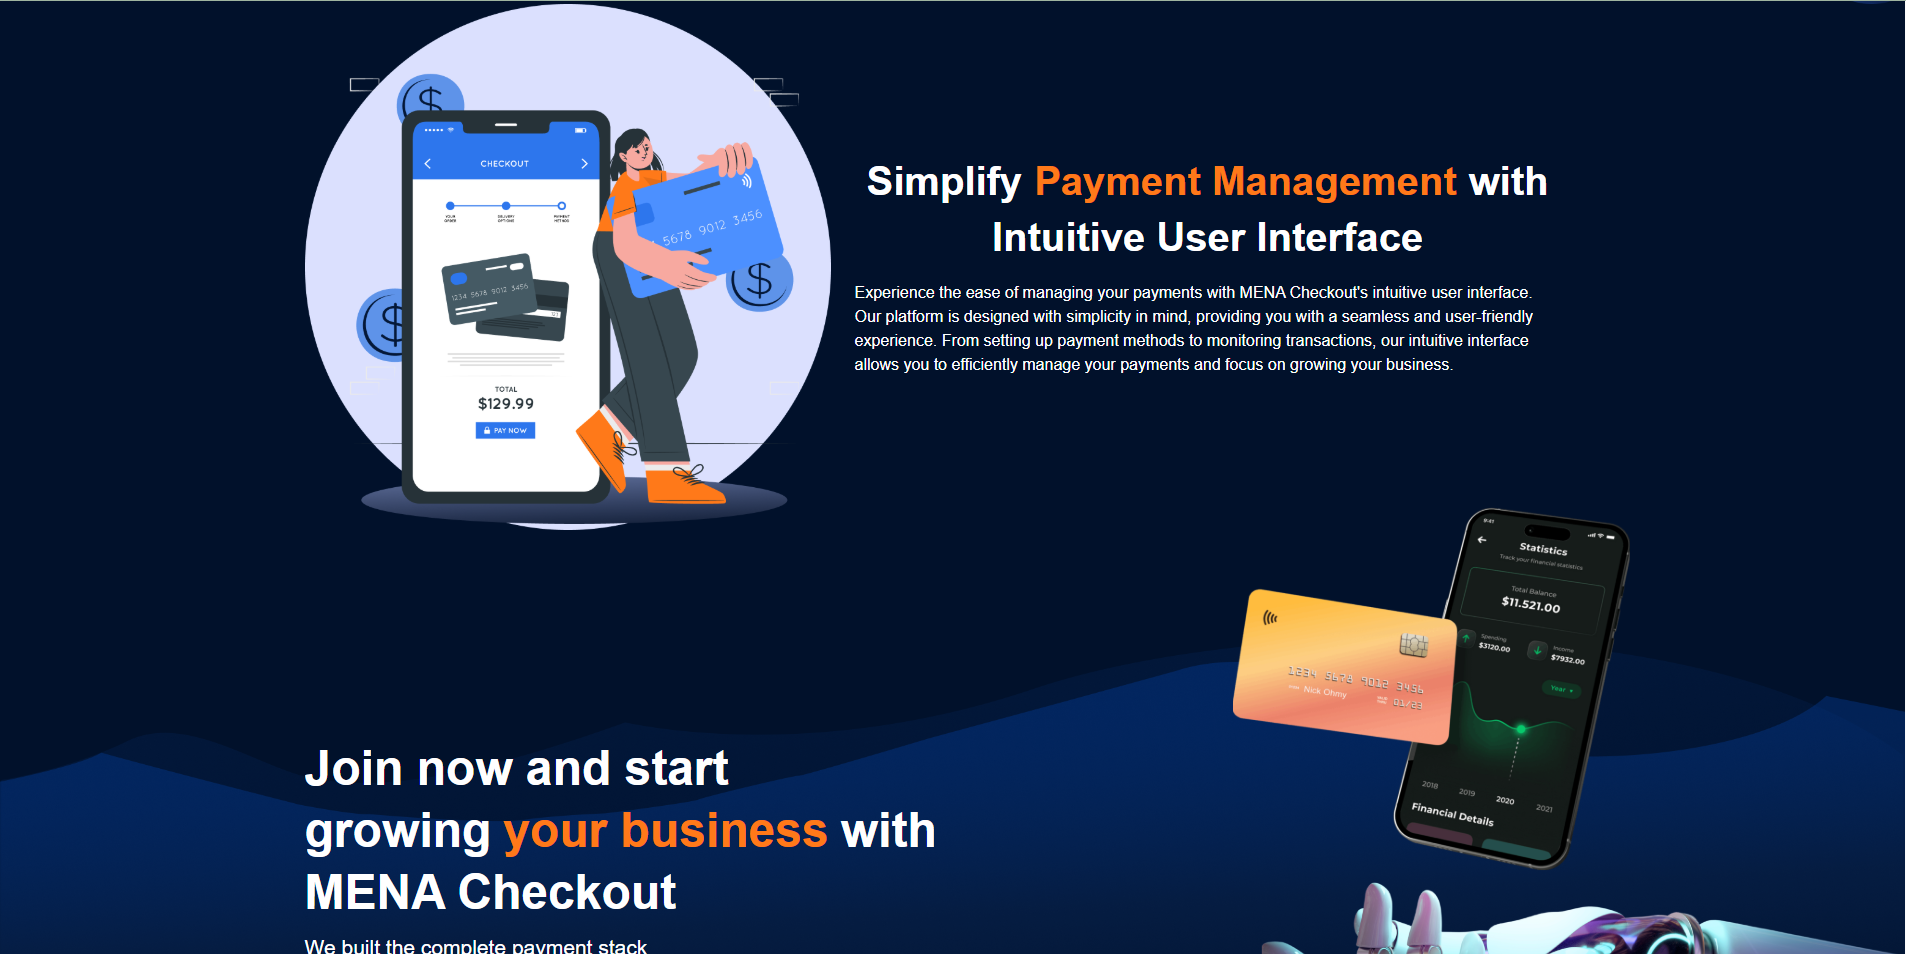 CHECKOUT
YOUR ORDER
DELIVERY OPTIONS
PAYMENT METHOD
5678 9012 3456
1234 5678 9012 3456
TOTAL
$129.99
PAY NOW
Simplify Payment Management with
Intuitive User Interface
Experience the ease of managing your payments with MENA Checkout's intuitive user interface.
Our platform is designed with simplicity in mind, providing you with a seamless and user-friendly
experience. From setting up payment methods to monitoring transactions, our intuitive interface
allows you to efficiently manage your payments and focus on growing your business.
9:41
Statistics
Track your financial statistics
Total Balance
$11.521.00
Spending
$3120.00
Income
$7932.00
Year
2018 2019 2020 2021
Financial Details
1234 5678 9012 3456
Nick Ohmy
01/23
Join now and start
growing your business with
MENA Checkout
We built the complete payment stack